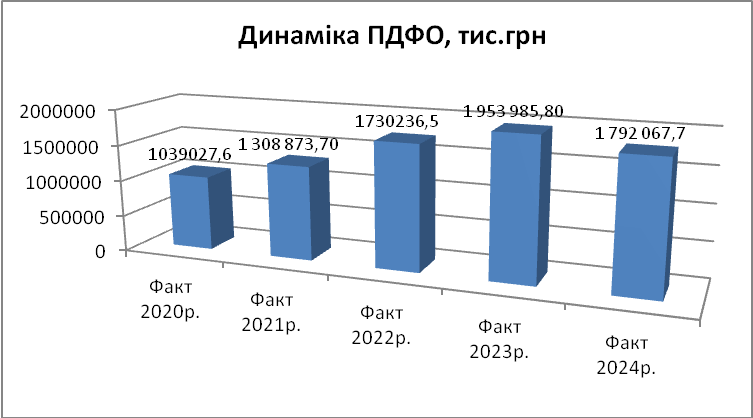 Динаміка ПДФО, тис.грн
2000000
1500000
1000000
500000
0
1039027,6
1 308 873,70
1730236,5
1 953 985,80
1 792 067,7
Факт
2020р.
Факт
2021р.
Факт
2022р.
Факт
2023р.
Факт
2024р.